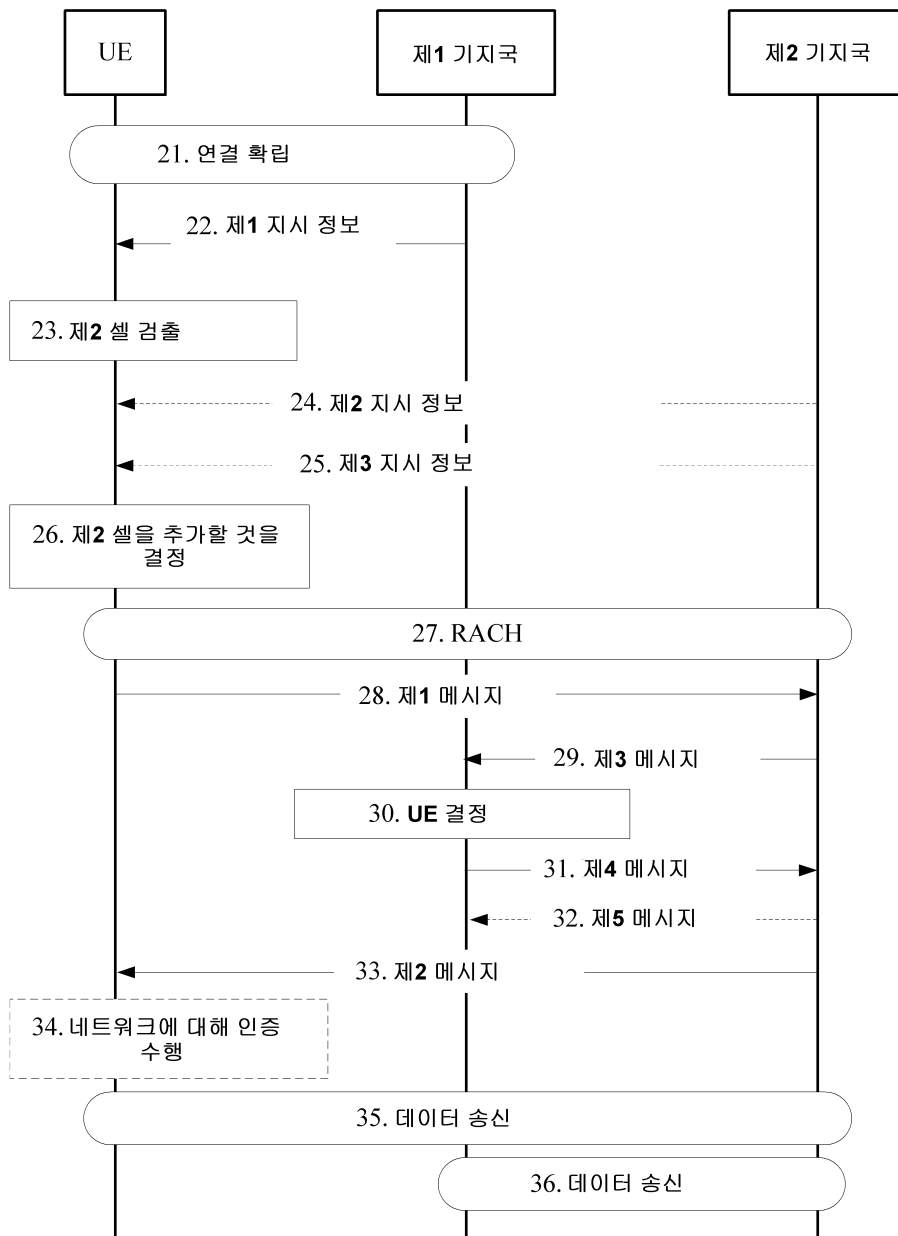 UE
제1 기지국
제2 기지국
21. 연결 확립
22. 제1 지시 정보
23. 제2 셀 검출
24. 제2 지시 정보
25. 제3 지시 정보
26. 제2 셀을 추가할 것을
결정
27. RACH
28. 제1 메시지
29. 제3 메시지
30. UE 결정
31. 제4 메시지
32. 제5 메시지
33. 제2 메시지
34. 네트워크에 대해 인증
수행
35. 데이터 송신
36. 데이터 송신